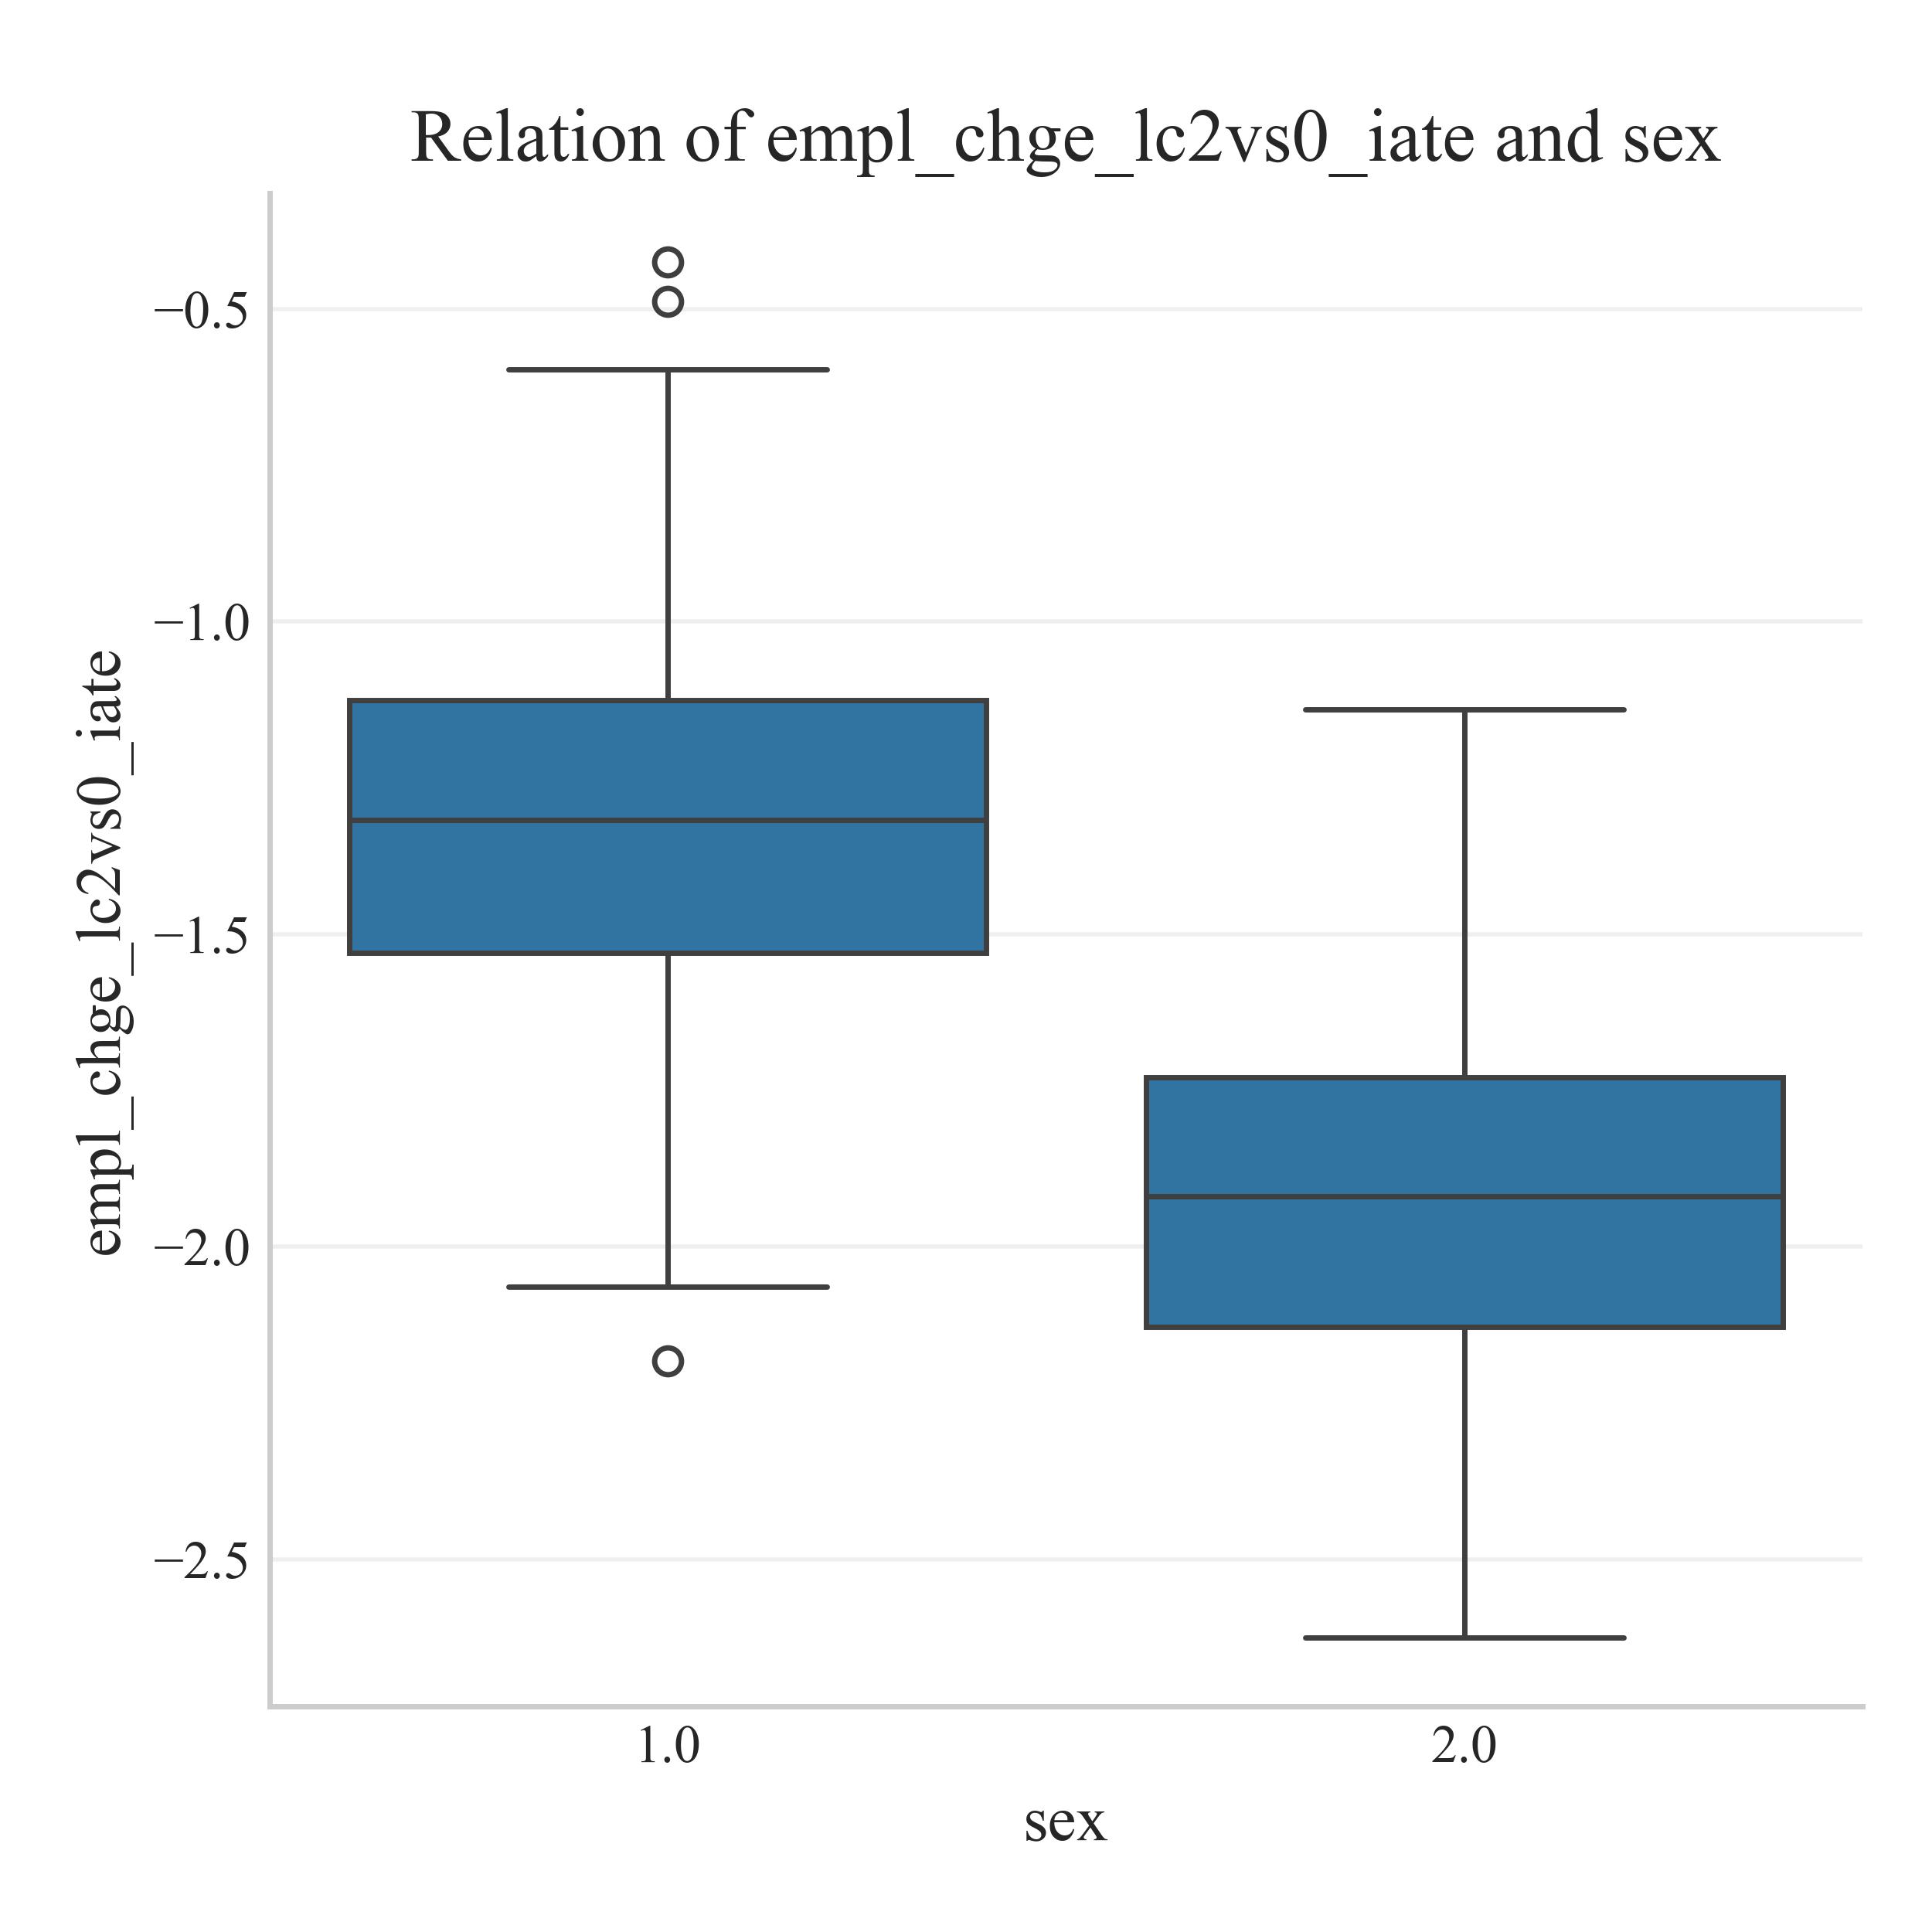 Relation of empl_chge_lc2vs0_iate and sex
empl_chge_lc2vs0_iate
−0.5
−1.0
−1.5
−2.0
−2.5
1.0
2.0
sex